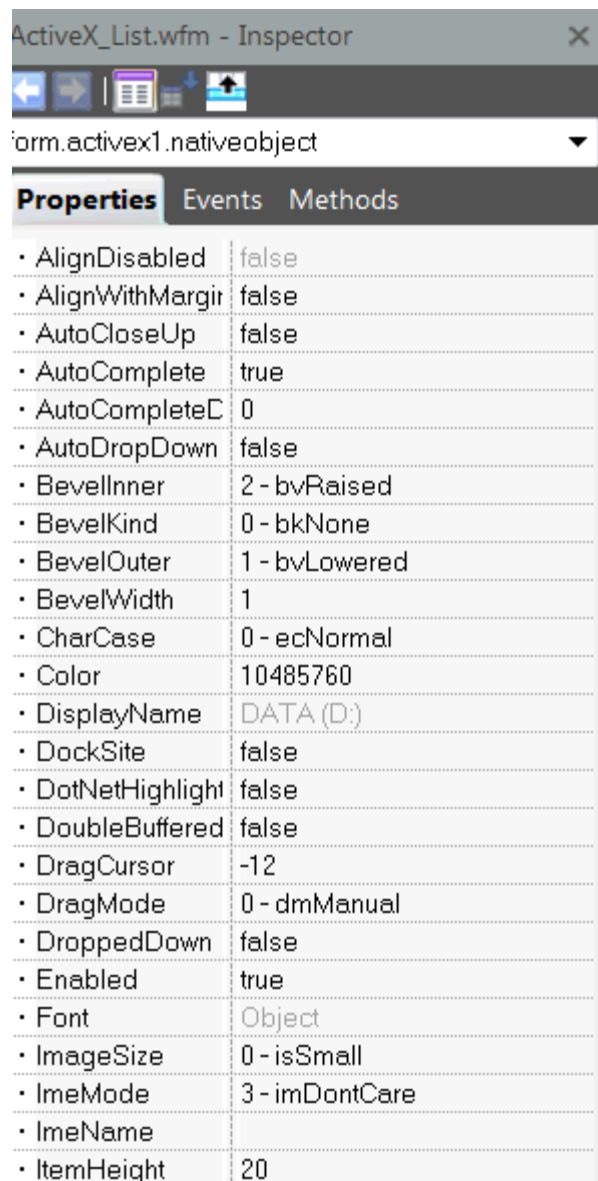 ActiveX_List.wfm - Inspector
form.activex1.nativeobject
Properties Events Methods
AlignDisabled false
AlignWithMargin false
AutoCloseUp false
AutoComplete true
AutoCompleteD 0
AutoDropDown false
BevelInner 2 - bvRaised
BevelKind 0 - bkNone
BevelOuter 1 - bvLowered
BevelWidth 1
CharCase 0 - ecNormal
Color 10485760
DisplayName DATA (D:)
DockSite false
DotNetHighlight false
DoubleBuffered false
DragCursor -12
DragMode 0 - dmManual
DroppedDown false
Enabled true
Font Object
ImageSize 0 - isSmall
ImeMode 3 - imDontCare
ImeName
ItemHeight 20